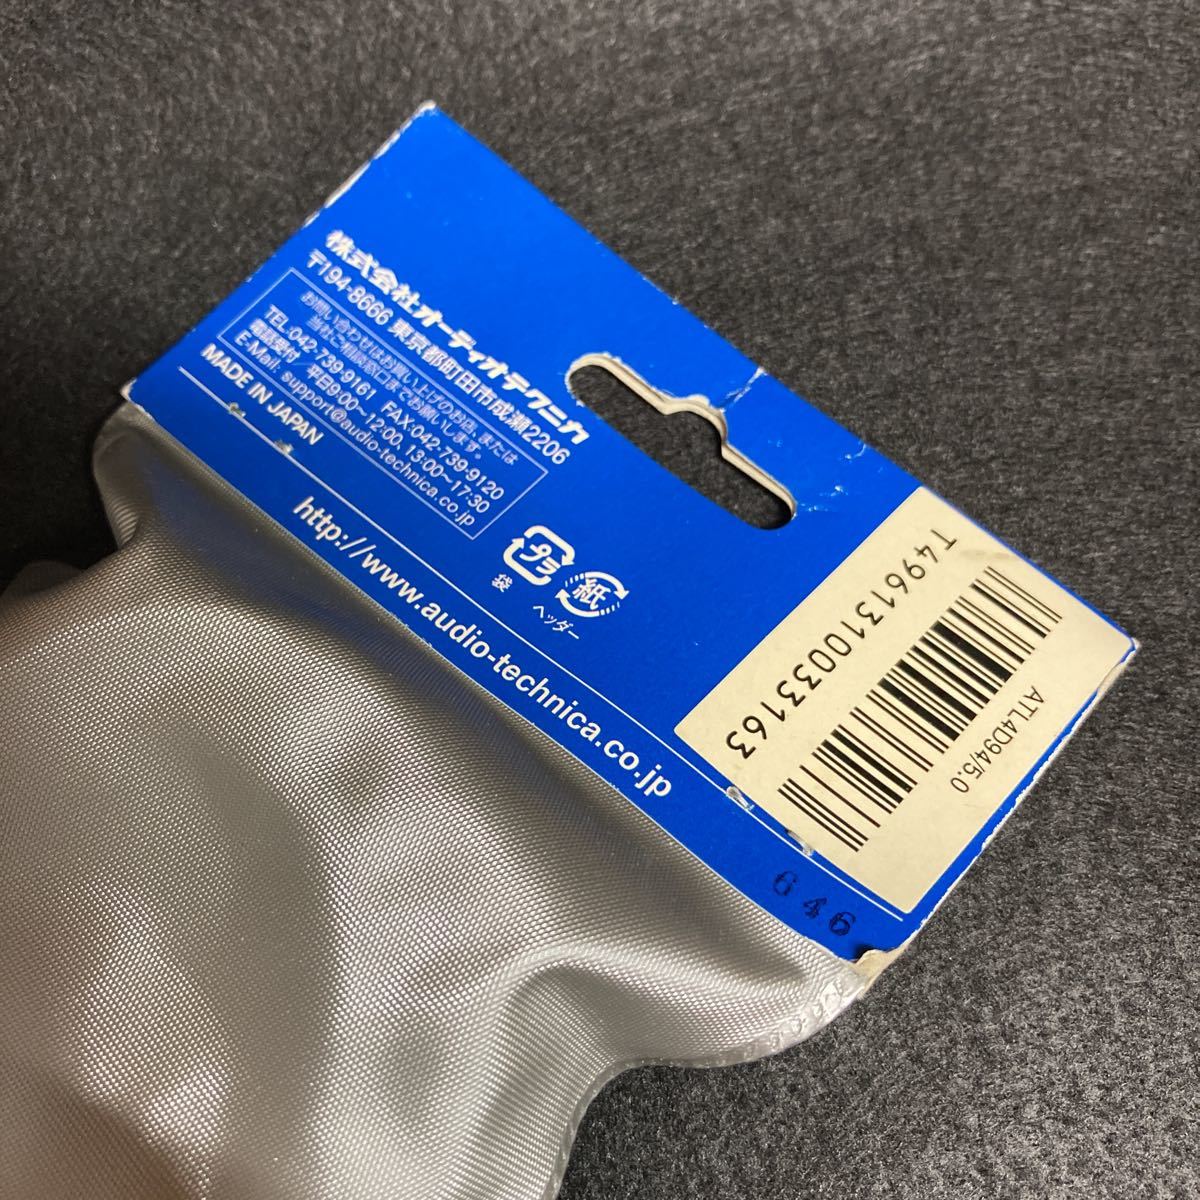 株式会社オーディオテクニカ
〒194-8666 東京都町田市成瀬2206
お問い合わせはお買い上げのお店、または
当社ご相談窓口までお願いします。
TEL:042-739-9161 FAX:042-739-9120
電話受付/平日9:00〜12:00、13:00〜17:30
E-Mail: support@audio-technica.co.jp
MADE IN JAPAN
プラ
袋
紙
ヘッダー
http://www.audio-technica.co.jp
T4961310033163
ATL4D94/5.0
646